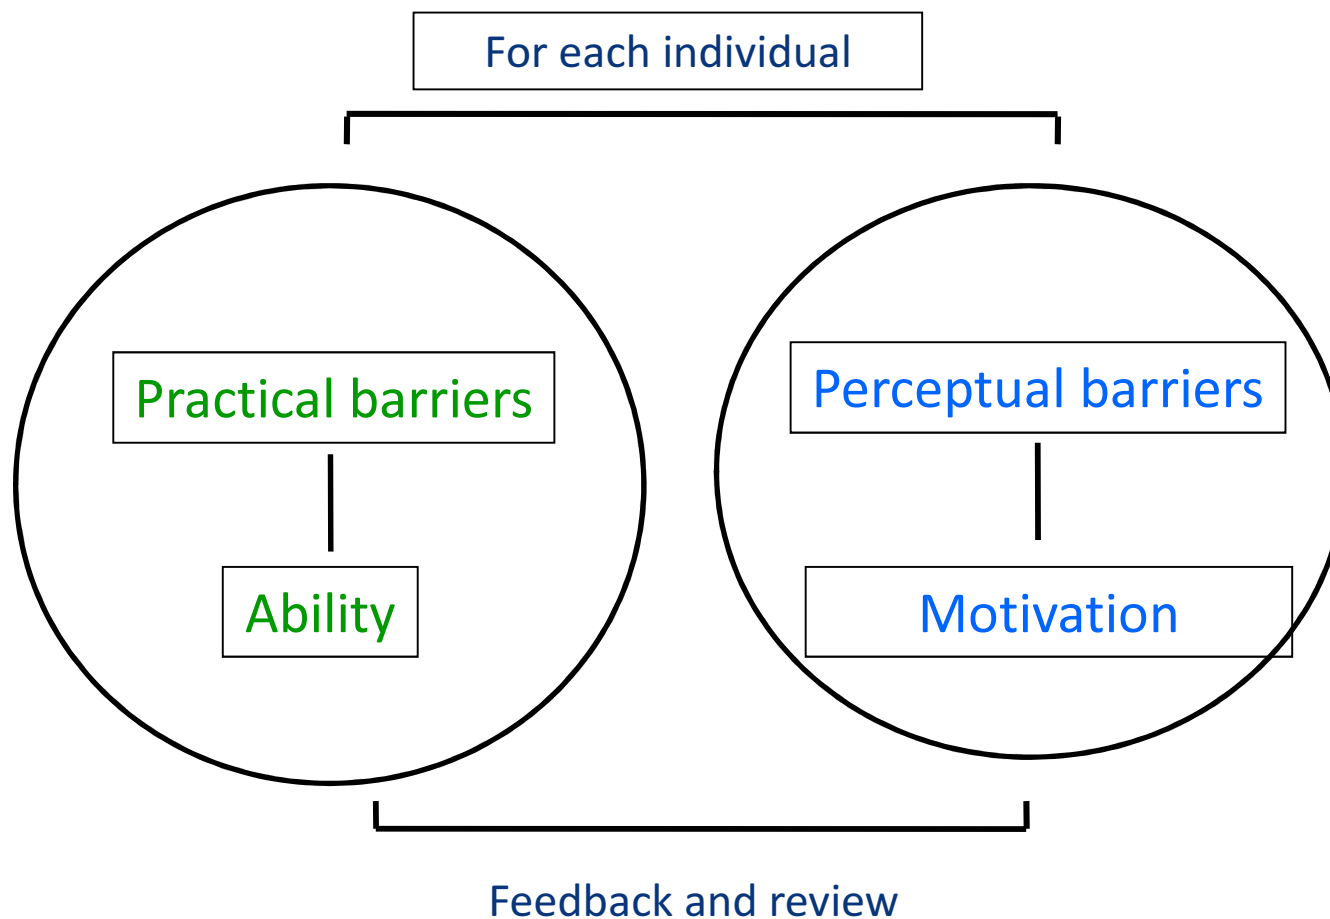 For each individual
Practical barriers
Perceptual barriers
Ability
Motivation
Feedback and review